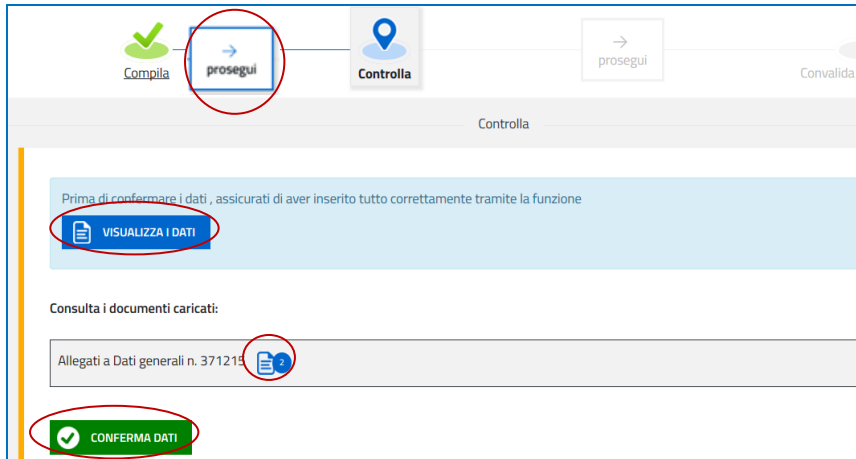 Compila
→
prosegui
Controlla
→
prosegui
Convalida
Controlla
Prima di confermare i dati , assicurati di aver inserito tutto correttamente tramite la funzione
VISUALIZZA I DATI
Consulta i documenti caricati:
Allegati a Dati generali n. 371215 2
CONFERMA DATI